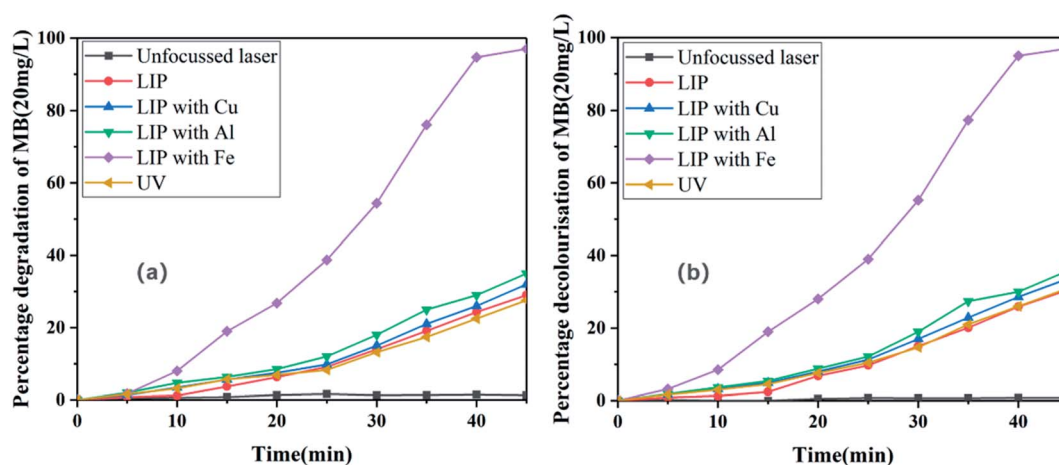 Percentage degradation of MB(20mg/L)
100
80
60
40
20
0
Unfocussed laser
LIP
LIP with Cu
LIP with Al
LIP with Fe
UV
(a)
0
10
20
30
40
Time(min)
Percentage decolourisation of MB(20mg/L)
100
80
60
40
20
0
Unfocussed laser
LIP
LIP with Cu
LIP with Al
LIP with Fe
UV
(b)
0
10
20
30
40
Time(min)